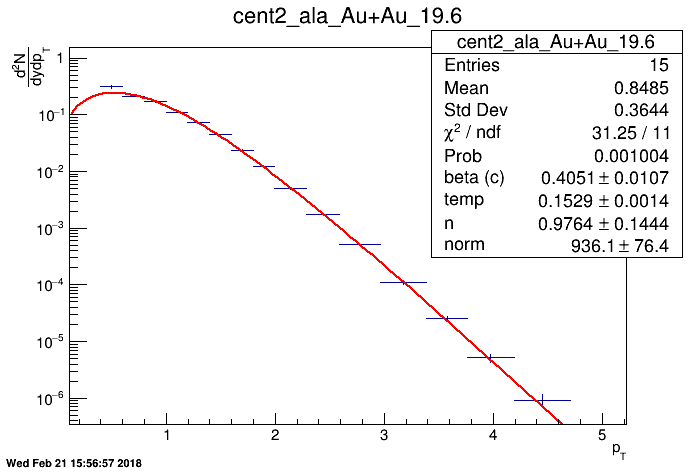 cent2_ala_Au+Au_19.6
d²N
dydp_T
cent2_ala_Au+Au_19.6
Entries 15
Mean 0.8485
Std Dev 0.3644
χ² / ndf 31.25 / 11
Prob 0.001004
beta (c) 0.4051 ± 0.0107
temp 0.1529 ± 0.0014
n 0.9764 ± 0.1444
norm 936.1 ± 76.4
1
10⁻¹
10⁻²
10⁻³
10⁻⁴
10⁻⁵
10⁻⁶
1 2 3 4 5
p_T
Wed Feb 21 15:56:57 2018